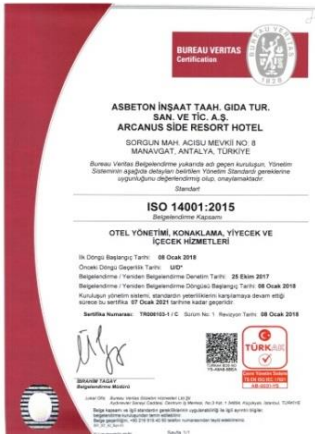 BUREAU VERITAS
Certification
BUREAU VERITAS
1828
ASBETON İNŞAAT TAAH. GIDA TUR.
SAN. VE TİC. A.Ş.
ARCANUS SIDE RESORT HOTEL
SORGUN MAH. ACISU MEVKİİ NO: 8
MANAVGAT, ANTALYA, TÜRKİYE
Bureau Veritas Belgelendirme yukarıda adı geçen kuruluşun, Yönetim
Sisteminin aşağıda detayları belirtilen Yönetim Standardı gereklerine
uygunluğunu değerlendirmiş olup, onaylamaktadır.
Standart
ISO 14001:2015
Belgelendirme Kapsamı
OTEL YÖNETİMİ, KONAKLAMA, YİYECEK VE
İÇECEK HİZMETLERİ
İlk Döngü Başlangıç Tarihi: 08 Ocak 2018
Önceki Döngü Geçerlilik Tarihi: U/D*
Belgelendirme / Yeniden Belgelendirme Denetim Tarihi: 25 Ekim 2017
Belgelendirme / Yeniden Belgelendirme Döngüsü Başlangıç Tarihi: 08 Ocak 2018
Kuruluşun yönetim sistemi, standardın yeterliliklerini karşılamaya devam ettiği
sürece bu sertifika 07 Ocak 2021 tarihine kadar geçerlidir.
Sertifika Numarası: Sürüm No: 1 Revizyon Tarihi: 08 Ocak 2018
TÜRKAK
İBRAHİM TAGAY
Belgelendirme Müdürü